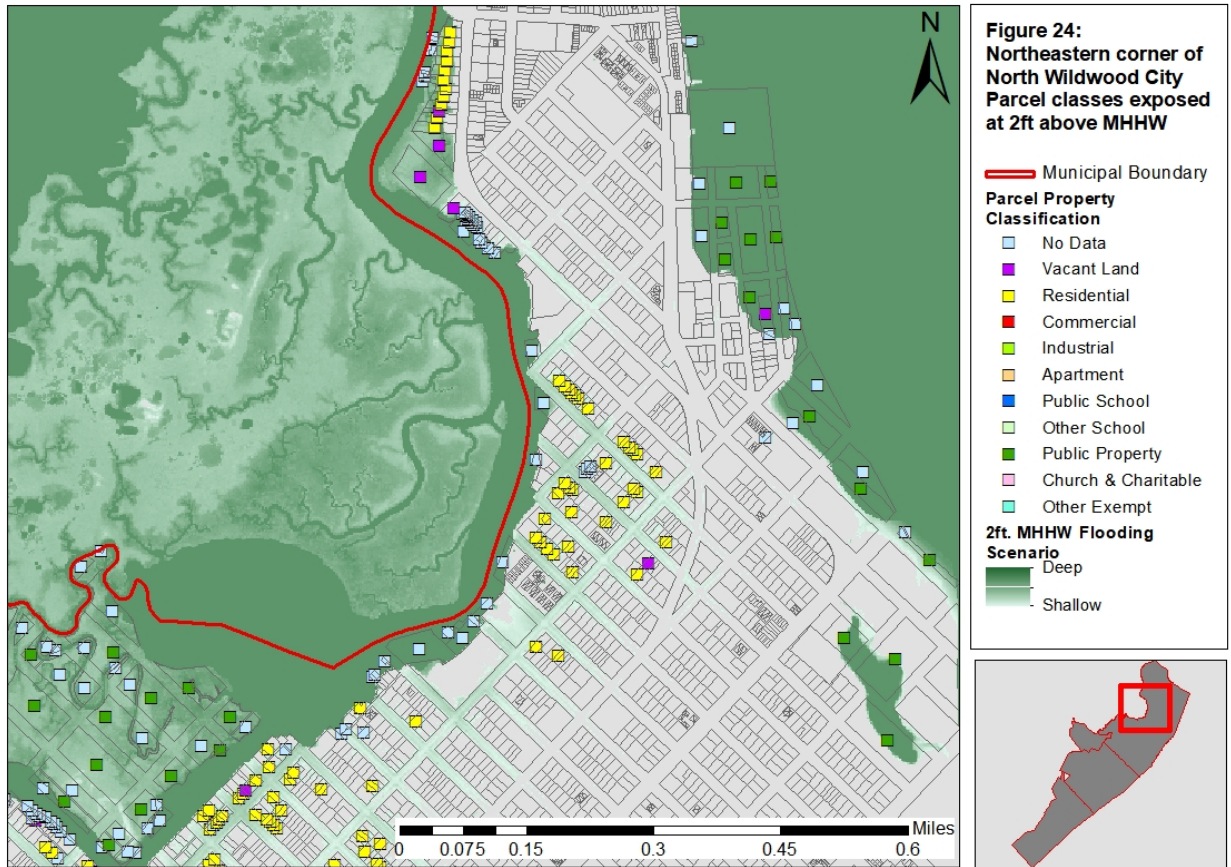 N
Figure 24:
Northeastern corner of
North Wildwood City
Parcel classes exposed
at 2ft above MHHW
Municipal Boundary
Parcel Property
Classification
No Data
Vacant Land
Residential
Commercial
Industrial
Apartment
Public School
Other School
Public Property
Church & Charitable
Other Exempt
2ft. MHHW Flooding
Scenario
Deep
Shallow
Miles
0 0.075 0.15 0.3 0.45 0.6